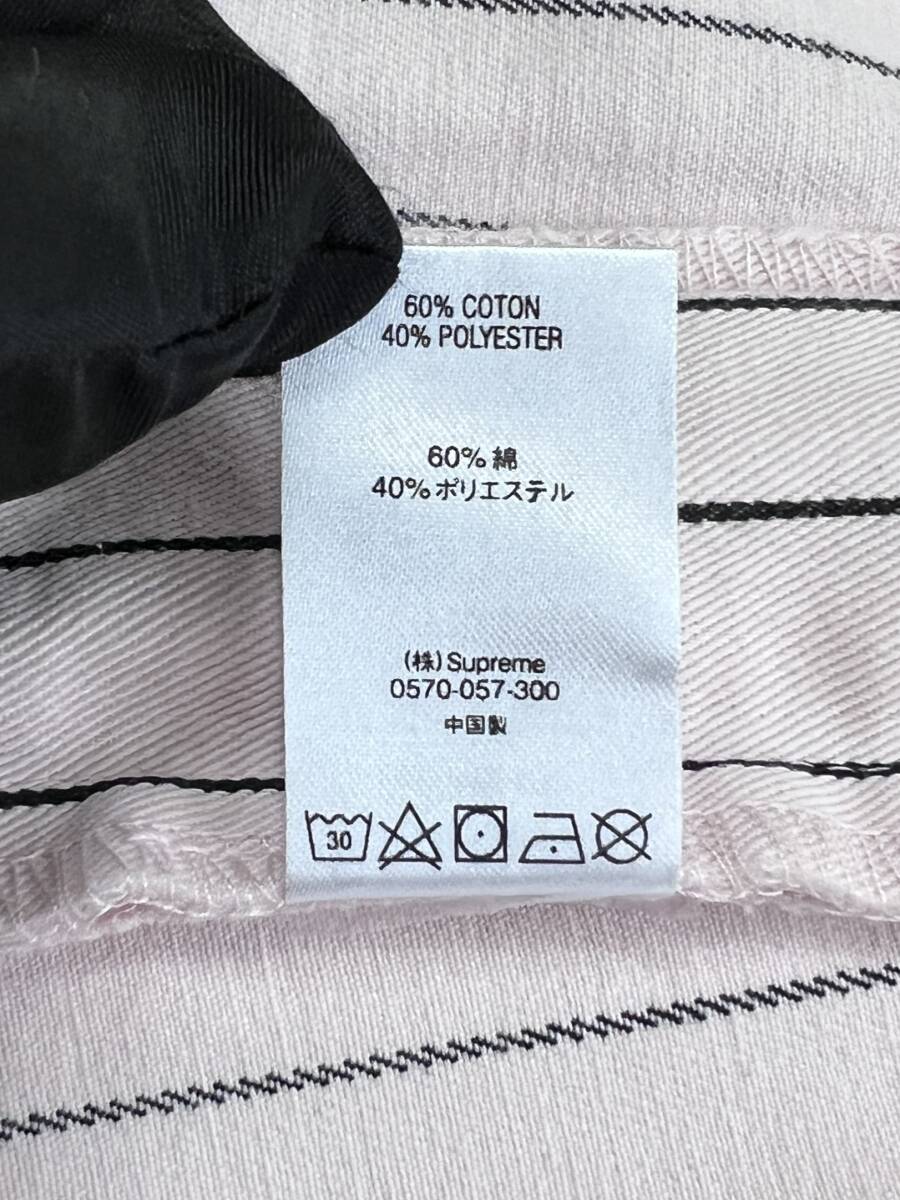 60% COTON
40% POLYESTER
60% 綿
40% ポリエステル
(株) Supreme
0570-057-300
中国製
30